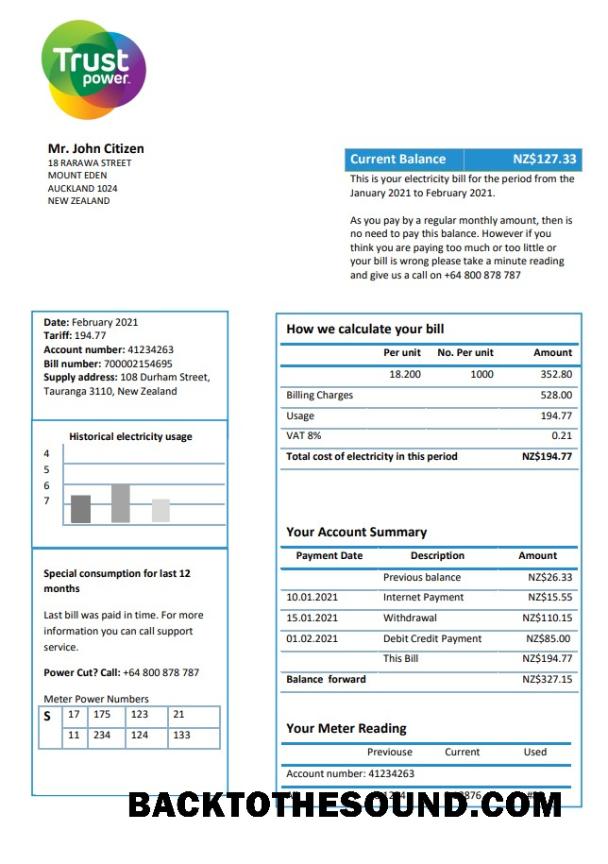 Trust
power
Mr. John Citizen
18 RARAWA STREET
MOUNT EDEN
AUCKLAND 1024
NEW ZEALAND
Current Balance NZ$127.33
This is your electricity bill for the period from the
January 2021 to February 2021.
As you pay by a regular monthly amount, then is
no need to pay this balance. However if you
think you are paying too much or too little or
your bill is wrong please take a minute reading
and give us a call on +64 800 878 787
Date: February 2021
Tariff: 194.77
Account number: 41234263
Bill number: 700002154695
Supply address: 108 Durham Street,
Tauranga 3110, New Zealand
Historical electricity usage
4
5
6
7
Special consumption for last 12
months
Last bill was paid in time. For more
information you can call support
service.
Power Cut? Call: +64 800 878 787
Meter Power Numbers
S 17 175 123 21
11 234 124 133
How we calculate your bill
Per unit No. Per unit Amount
18.200 1000 352.80
Billing Charges 528.00
Usage 194.77
VAT 8% 0.21
Total cost of electricity in this period NZ$194.77
Your Account Summary
Payment Date Description Amount
Previous balance NZ$26.33
10.01.2021 Internet Payment NZ$15.55
15.01.2021 Withdrawal NZ$110.15
01.02.2021 Debit Credit Payment NZ$85.00
This Bill NZ$194.77
Balance forward NZ$327.15
Your Meter Reading
Previouse Current Used
Account number: 41234263
BACKTOTHESOUND.COM